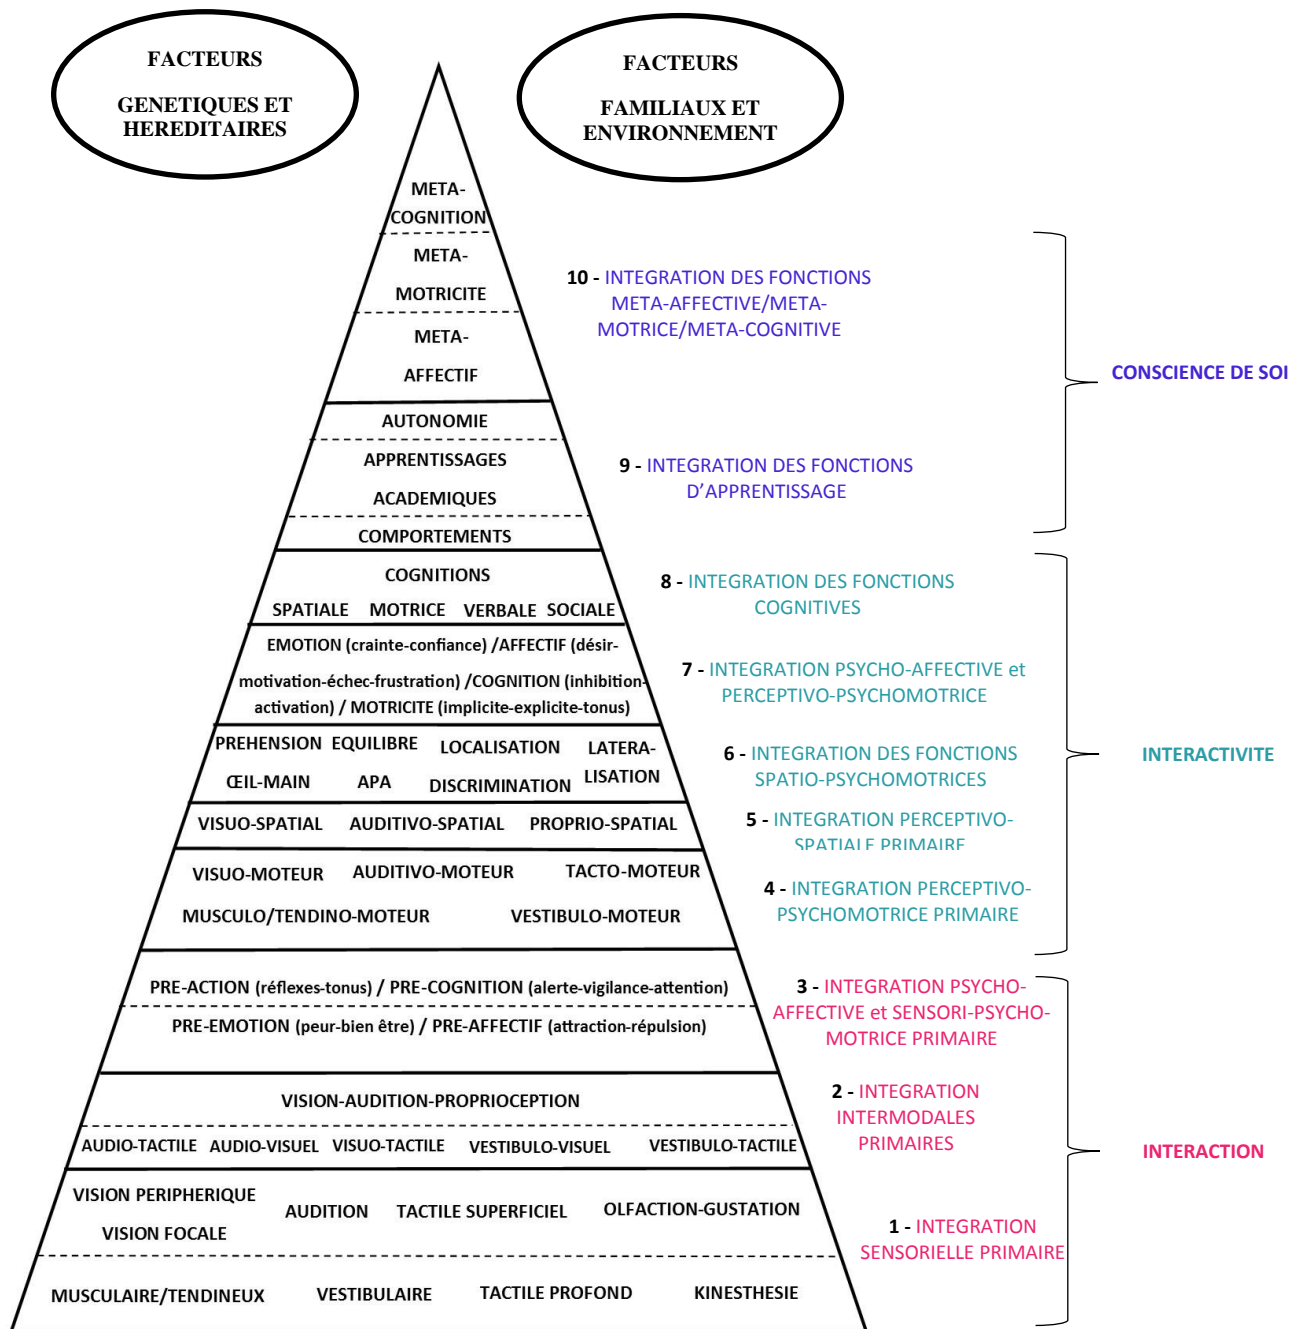 FACTEURS
GENETIQUES ET
HEREDITAIRES
FACTEURS
FAMILIAUX ET
ENVIRONNEMENT
META-
COGNITION
META-
MOTRICITE
META-
AFFECTIF
10 - INTEGRATION DES FONCTIONS
META-AFFECTIVE/META-
MOTRICE/META-COGNITIVE
CONSCIENCE DE SOI
AUTONOMIE
APPRENTISSAGES
ACADEMIQUES
COMPORTEMENTS
9 - INTEGRATION DES FONCTIONS
D’APPRENTISSAGE
COGNITIONS
SPATIALE MOTRICE VERBALE SOCIALE
8 - INTEGRATION DES FONCTIONS
COGNITIVES
EMOTION (crainte-confiance) /AFFECTIF (désir-
motivation-échec-frustration) /COGNITION (inhibition-
activation) / MOTRICITE (implicite-explicite-tonus)
7 - INTEGRATION PSYCHO-AFFECTIVE et
PERCEPTIVO-PSYCHOMOTRICE
PREHENSION EQUILIBRE LOCALISATION LATERA-
ŒIL-MAIN APA DISCRIMINATION LISATION
6 - INTEGRATION DES FONCTIONS
SPATIO-PSYCHOMOTRICES
INTERACTIVITE
VISUO-SPATIAL AUDITIVO-SPATIAL PROPRIO-SPATIAL
5 - INTEGRATION PERCEPTIVO-
SPATIALE PRIMAIRE
VISUO-MOTEUR AUDITIVO-MOTEUR TACTO-MOTEUR
MUSCULO/TENDINO-MOTEUR VESTIBULO-MOTEUR
4 - INTEGRATION PERCEPTIVO-
PSYCHOMOTRICE PRIMAIRE
PRE-ACTION (réflexes-tonus) / PRE-COGNITION (alerte-vigilance-attention)
PRE-EMOTION (peur-bien être) / PRE-AFFECTIF (attraction-répulsion)
3 - INTEGRATION PSYCHO-
AFFECTIVE et SENSORI-PSYCHO-
MOTRICE PRIMAIRE
VISION-AUDITION-PROPRIOCEPTION
AUDIO-TACTILE AUDIO-VISUEL VISUO-TACTILE VESTIBULO-VISUEL VESTIBULO-TACTILE
2 - INTEGRATION
INTERMODALES
PRIMAIRES
INTERACTION
VISION PERIPHERIQUE
VISION FOCALE
AUDITION TACTILE SUPERFICIEL OLFACTION-GUSTATION
1 - INTEGRATION
SENSORIELLE PRIMAIRE
MUSCULAIRE/TENDINEUX VESTIBULAIRE TACTILE PROFOND KINESTHESIE